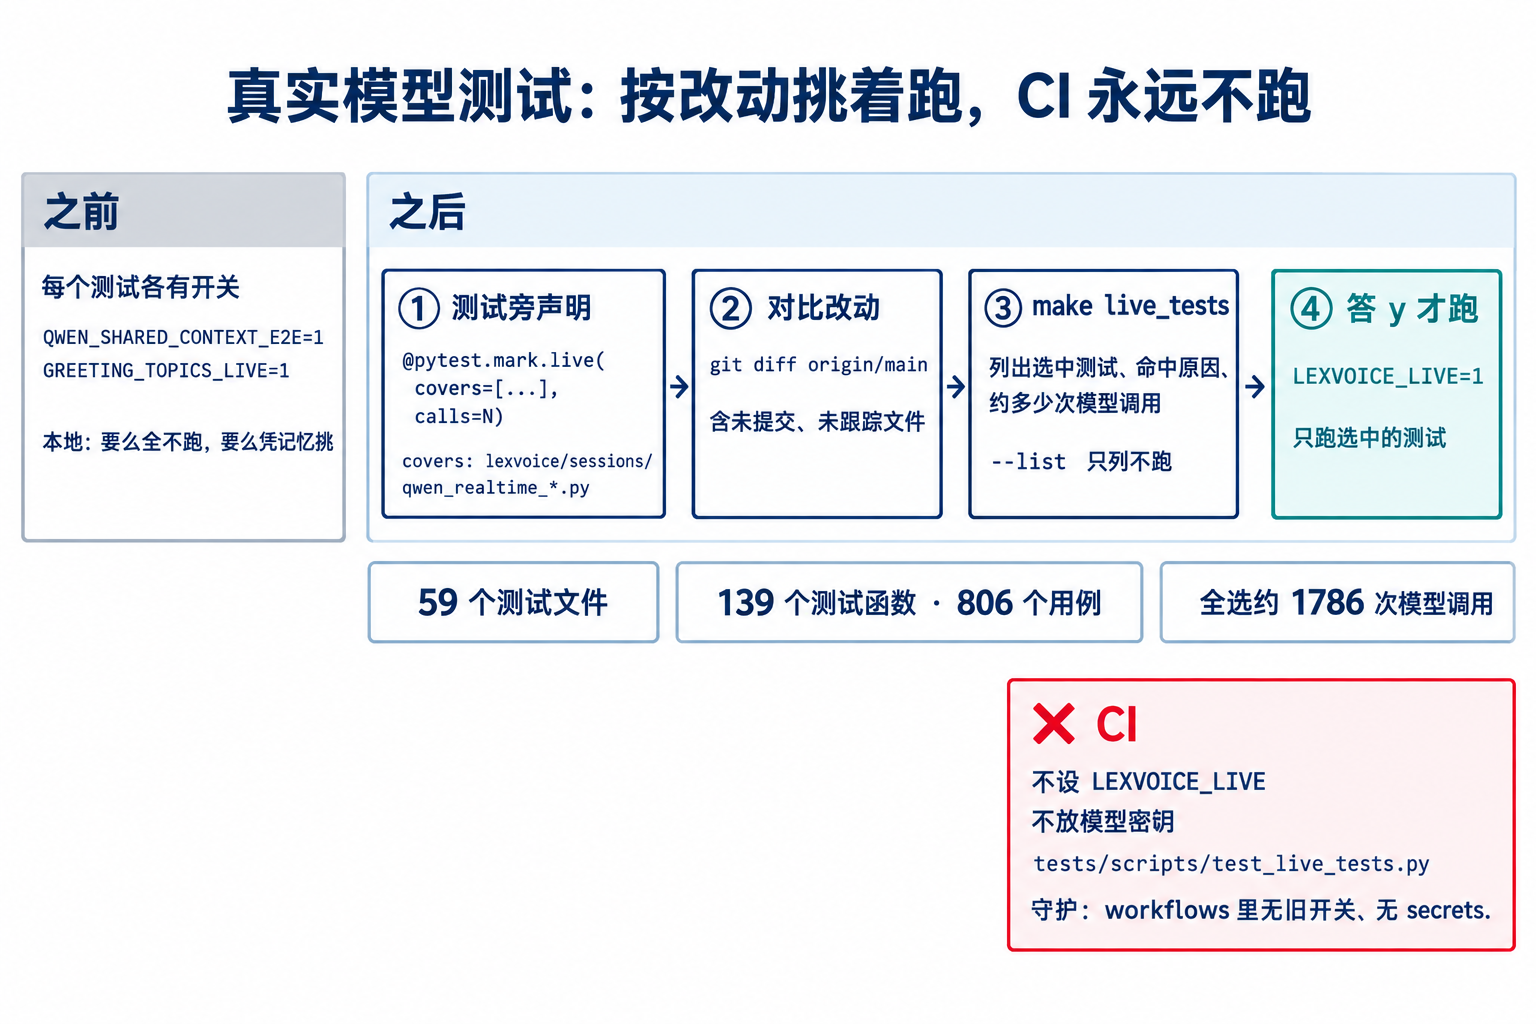 真实模型测试：按改动挑着跑，CI 永远不跑
之前
每个测试各有开关
QWEN_SHARED_CONTEXT_E2E=1
GREETING_TOPICS_LIVE=1
本地：要么全不跑，要么凭记忆挑
之后
① 测试旁声明
@pytest.mark.live(
covers=[...],
calls=N)
covers: lexvoice/sessions/
qwen_realtime_*.py
② 对比改动
git diff origin/main
含未提交、未跟踪文件
③ make live_tests
列出选中测试、命中原因、
约多少次模型调用
--list 只列不跑
④ 答 y 才跑
LEXVOICE_LIVE=1
只跑选中的测试
59 个测试文件
139 个测试函数 · 806 个用例
全选约 1786 次模型调用
❌ CI
不设 LEXVOICE_LIVE
不放模型密钥
tests/scripts/test_live_tests.py
守护：workflows 里无旧开关、无 secrets.